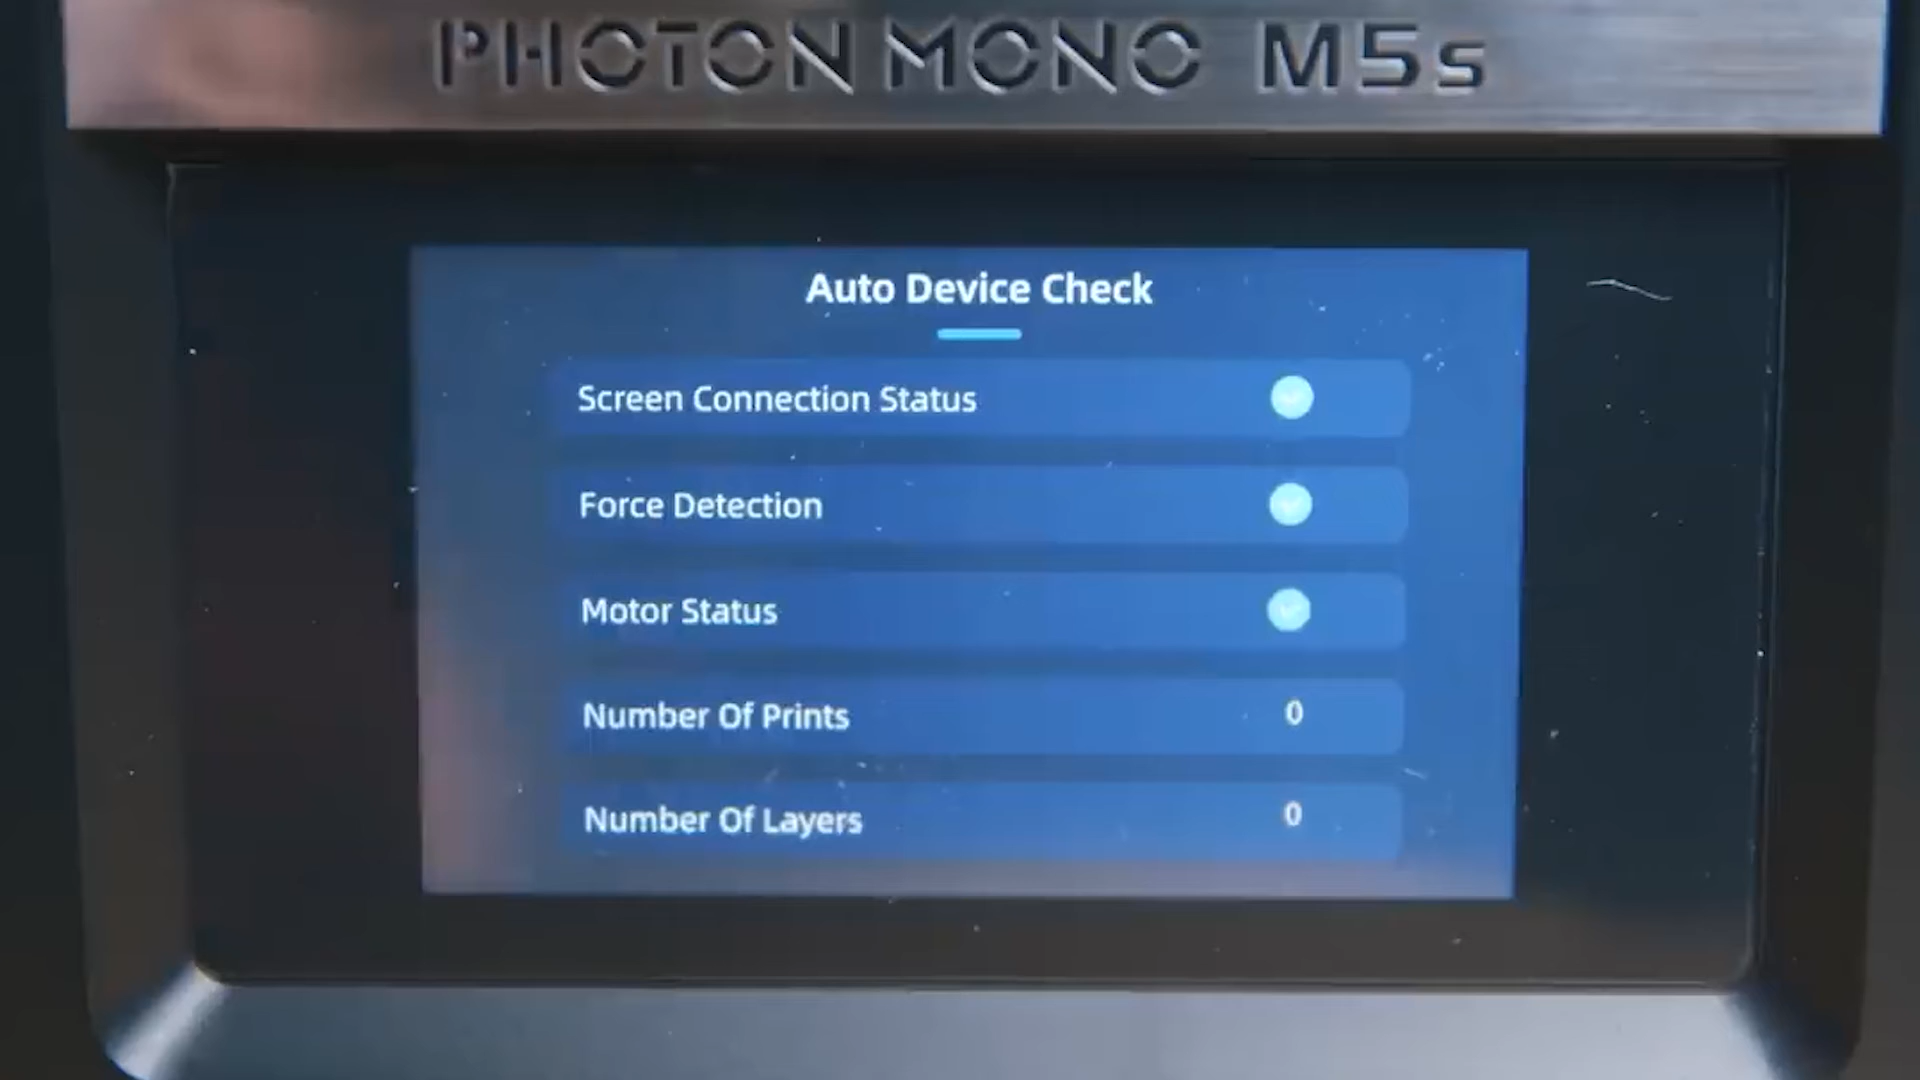 PHOTON MONO M5s
Auto Device Check
Screen Connection Status
Force Detection
Motor Status
Number Of Prints 0
Number Of Layers 0